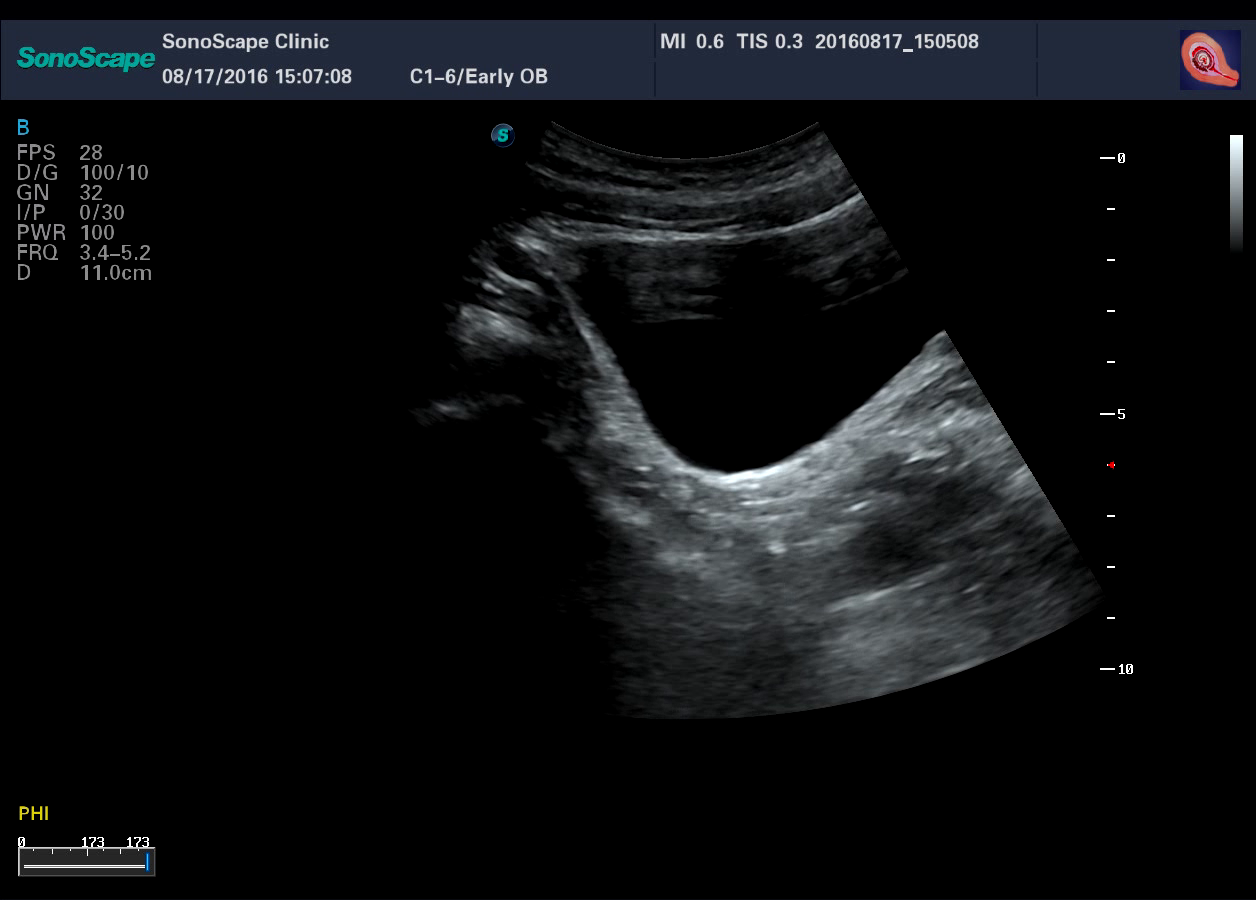 SonoScape
SonoScape Clinic
MI 0.6 TIS 0.3 20160817_150508
08/17/2016 15:07:08 C1-6/Early OB
B
S
FPS 28
D/G 100/10
GN 32
I/P 0/30
PWR 100
FRQ 3.4-5.2
D 11.0cm
0
5
10
PHI
0 173 173